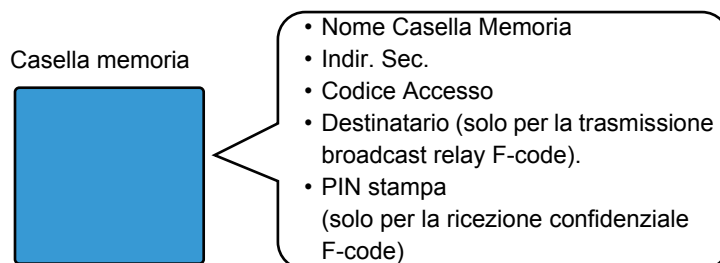 Casella memoria
• Nome Casella Memoria
• Indir. Sec.
• Codice Accesso
• Destinatario (solo per la trasmissione
broadcast relay F-code).
• PIN stampa
(solo per la ricezione confidenziale
F-code)